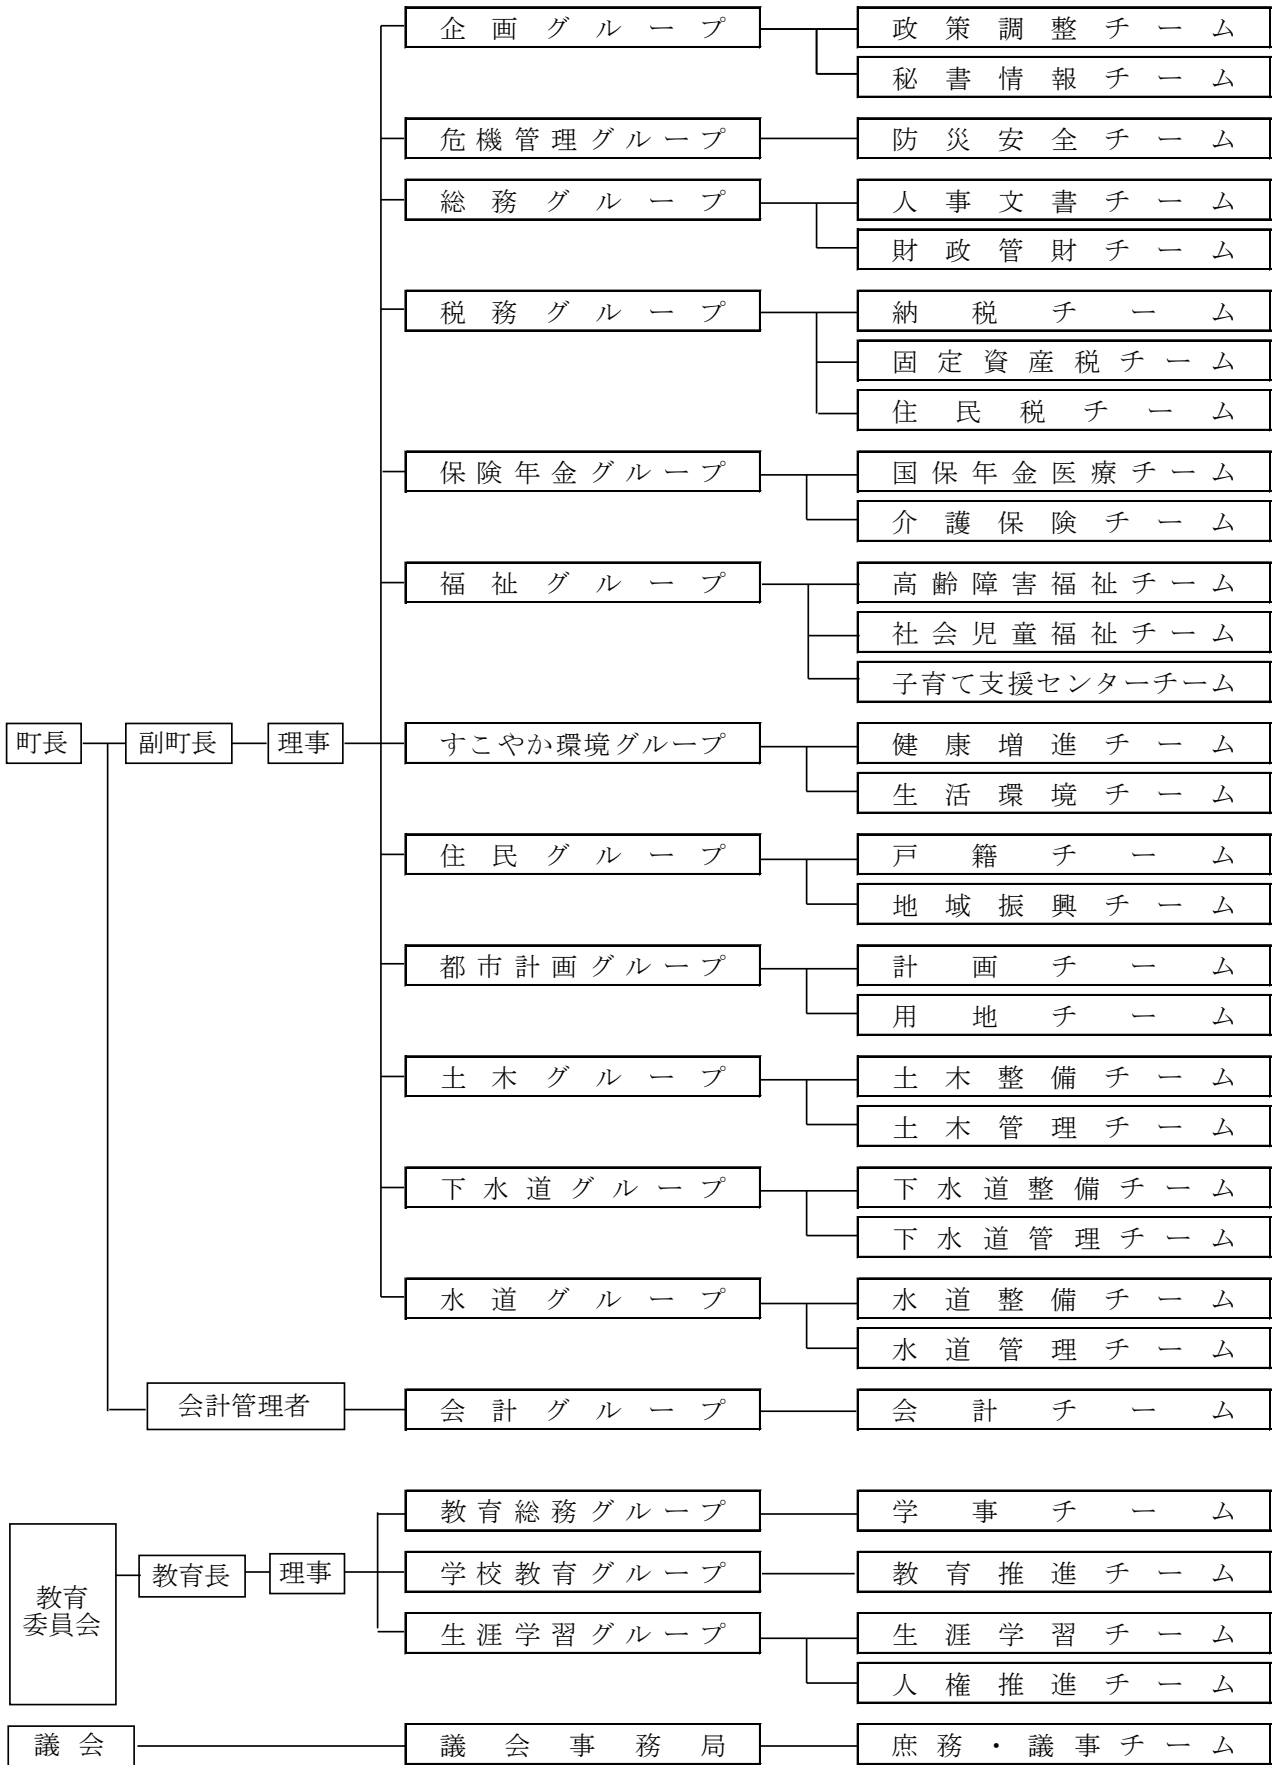 企画グループ 政策調整チーム
秘書情報チーム
危機管理グループ 防災安全チーム
総務グループ 人事文書チーム
財政管財チーム
税務グループ 納税チーム
固定資産税チーム
住民税チーム
保険年金グループ 国保年金医療チーム
介護保険チーム
福祉グループ 高齢障害福祉チーム
社会児童福祉チーム
子育て支援センターチーム
町長 副町長 理事 すこやか環境グループ 健康増進チーム
生活環境チーム
住民グループ 戸籍チーム
地域振興チーム
都市計画グループ 計画チーム
用地チーム
土木グループ 土木整備チーム
土木管理チーム
下水道グループ 下水道整備チーム
下水道管理チーム
水道グループ 水道整備チーム
水道管理チーム
会計管理者 会計グループ 会計チーム
教育総務グループ 学事チーム
教育
委員会
教育長 理事 学校教育グループ 教育推進チーム
生涯学習グループ 生涯学習チーム
人権推進チーム
議会 議会事務局 庶務・議事チーム